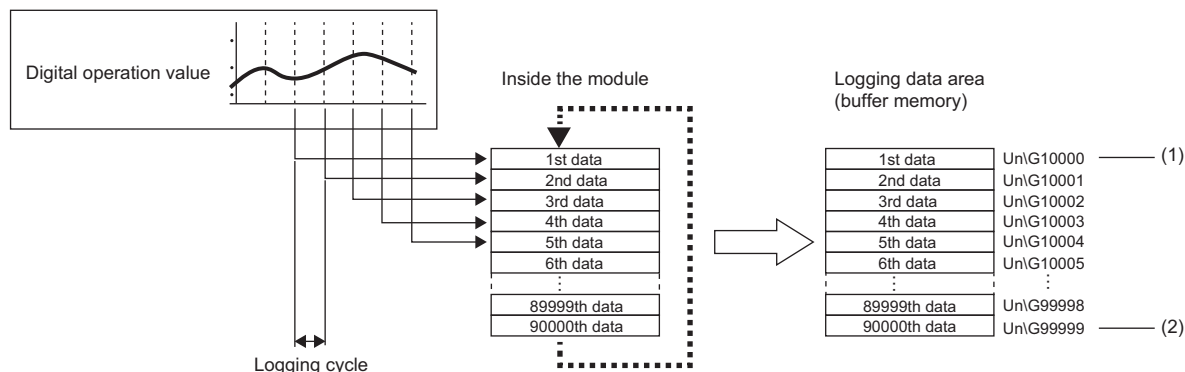 Digital operation value
Logging cycle
Inside the module
1st data
2nd data
3rd data
4th data
5th data
6th data
89999th data
90000th data
Logging data area
(buffer memory)
1st data Un\G10000 (1)
2nd data Un\G10001
3rd data Un\G10002
4th data Un\G10003
5th data Un\G10004
6th data Un\G10005
89999th data Un\G99998
90000th data Un\G99999 (2)